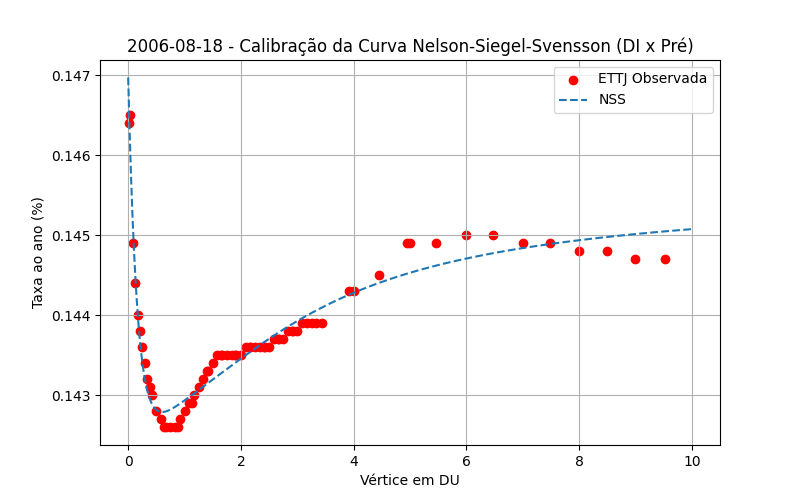 2006-08-18 - Calibração da Curva Nelson-Siegel-Svensson (DI x Pré)
ETTJ Observada
NSS
Taxa ao ano (%)
0.147
0.146
0.145
0.144
0.143
0
2
4
6
8
10
Vértice em DU